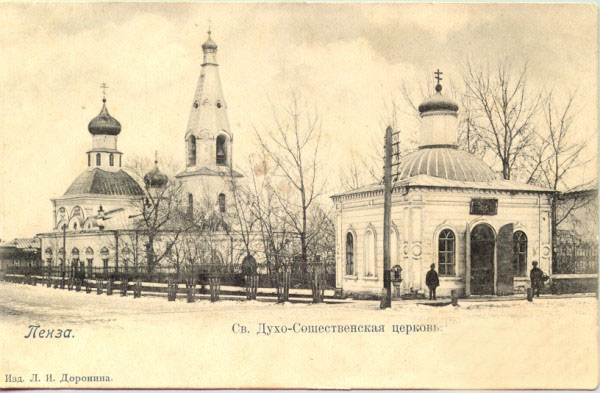 Св. Духо-Сошественская церковь.
Пенза.
Изд. Л. И. Доронина.